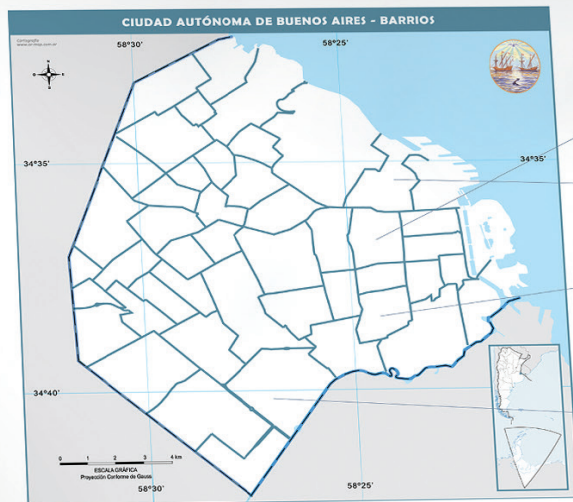 CIUDAD AUTÓNOMA DE BUENOS AIRES - BARRIOS
Cartografía
58°30'
58°25'
N
34°35'
34°35'
34°40'
0 1 2 3 4 km
ESCALA GRÁFICA
Proyección Conforme de Gauss
58°30'
58°25'